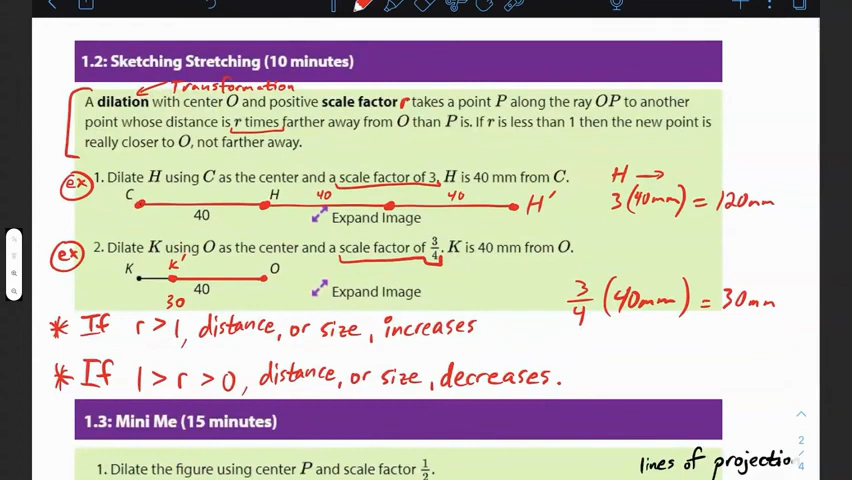 1.2: Sketching Stretching (10 minutes)
Transformation
A dilation with center O and positive scale factor r takes a point P along the ray OP to another
point whose distance is r times farther away from O than P is. If r is less than 1 then the new point is
really closer to O, not farther away.
ex 1. Dilate H using C as the center and a scale factor of 3. H is 40 mm from C.
H →
C H 40 40 H′
3(40mm) = 120mm
40
Expand Image
ex 2. Dilate K using O as the center and a scale factor of 3/4. K is 40 mm from O.
K K′ O
40
30
Expand Image
3/4 (40mm) = 30mm
* If r > 1, distance, or size, increases
* If 1 > r > 0, distance, or size, decreases.
1.3: Mini Me (15 minutes)
1. Dilate the figure using center P and scale factor 1/2.
lines of projectio
2
/
4